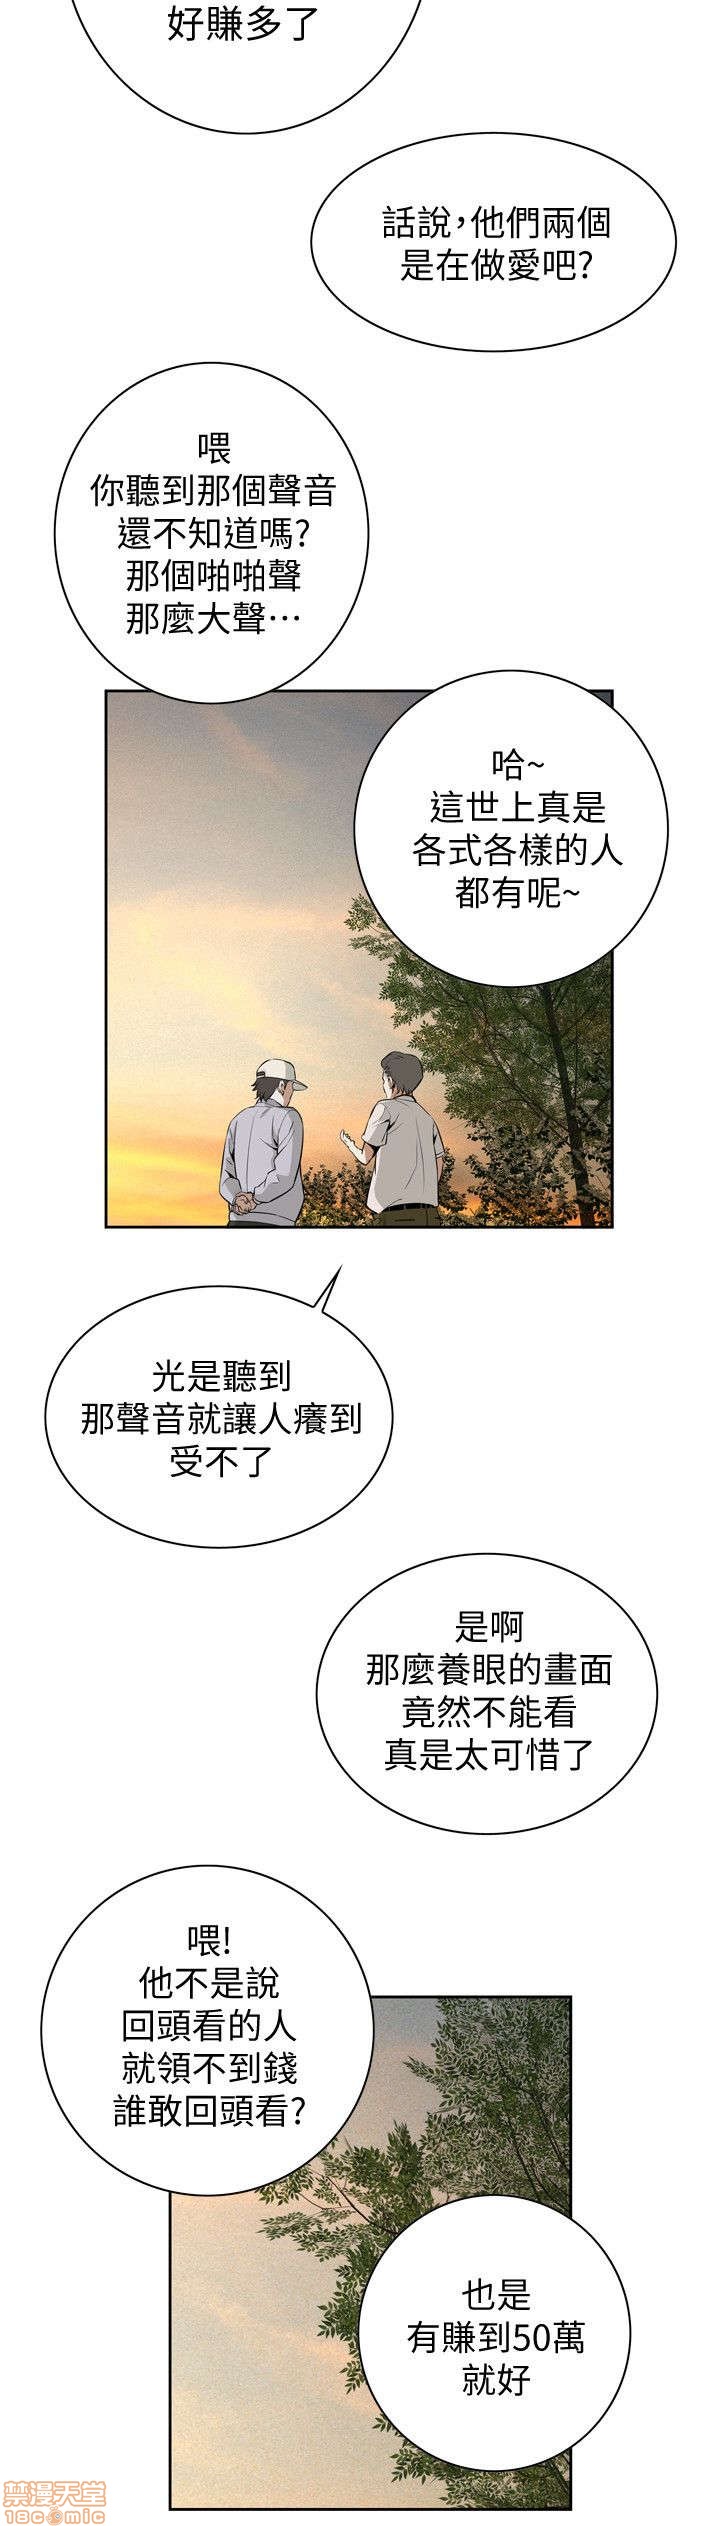 好賺多了
話說，他們兩個
是在做愛吧？
喂
你聽到那個聲音
還不知道嗎？
那個啪啪聲
那麼大聲⋯
哈~
這世上真是
各式各樣的人
都有呢~
光是聽到
那聲音就讓人癢到
受不了
是啊
那麼養眼的畫面
竟然不能看
真是太可惜了
喂！
他不是說
回頭看的人
就領不到錢
誰敢回頭看？
也是
有賺到50萬
就好
禁漫天堂
18comic